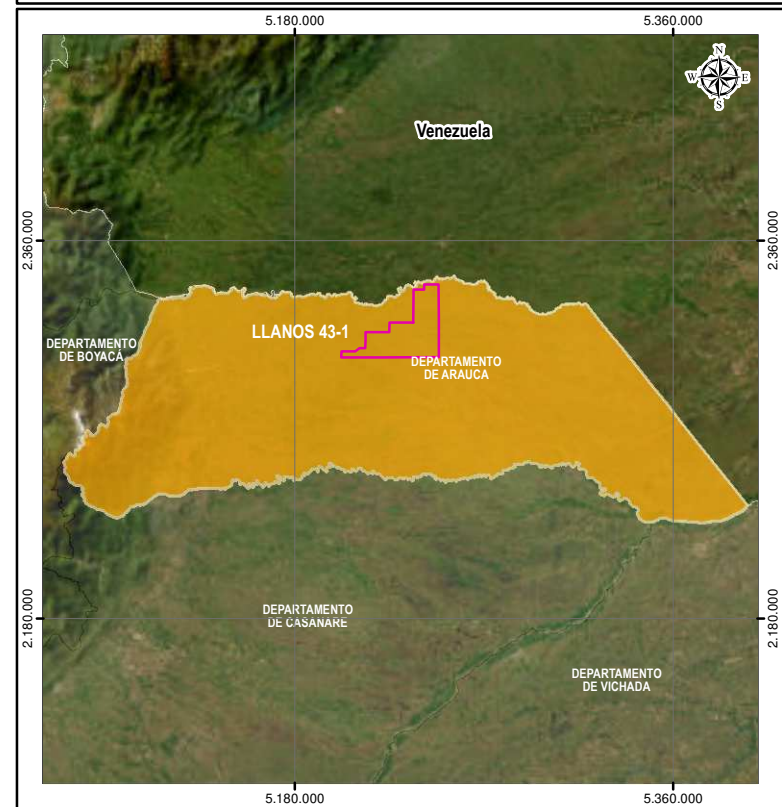 5.180.000
5.360.000
N
W
E
S
Venezuela
2.360.000
2.360.000
LLANOS 43-1
DEPARTAMENTO
DE BOYACÁ
DEPARTAMENTO
DE ARAUCA
2.180.000
2.180.000
DEPARTAMENTO
DE CASANARE
DEPARTAMENTO
DE VICHADA
5.180.000
5.360.000